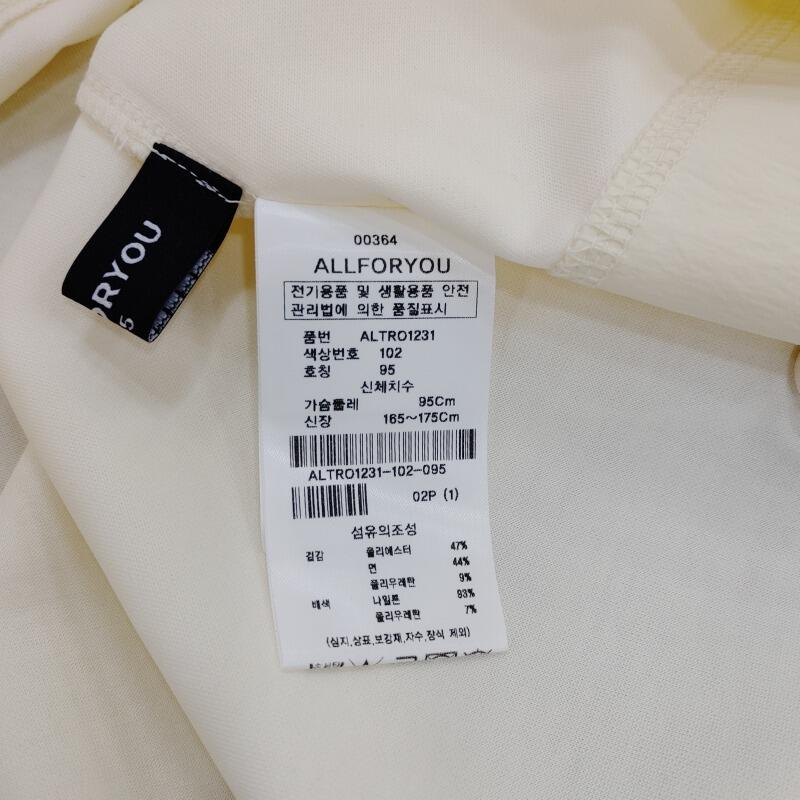 ORYOU
5
00364
ALLFORYOU
전기용품 및 생활용품 안전
관리법에 의한 품질표시
품번 ALTRO1231
색상번호 102
호칭 95
신체치수
가슴둘레 95Cm
신장 165~175Cm
ALTRO1231-102-095
02P (1)
섬유의조성
겉감 폴리에스터 47%
면 44%
폴리우레탄 9%
배색 나일론 93%
폴리우레탄 7%
(심지,상표,보강재,자수,장식 제외)